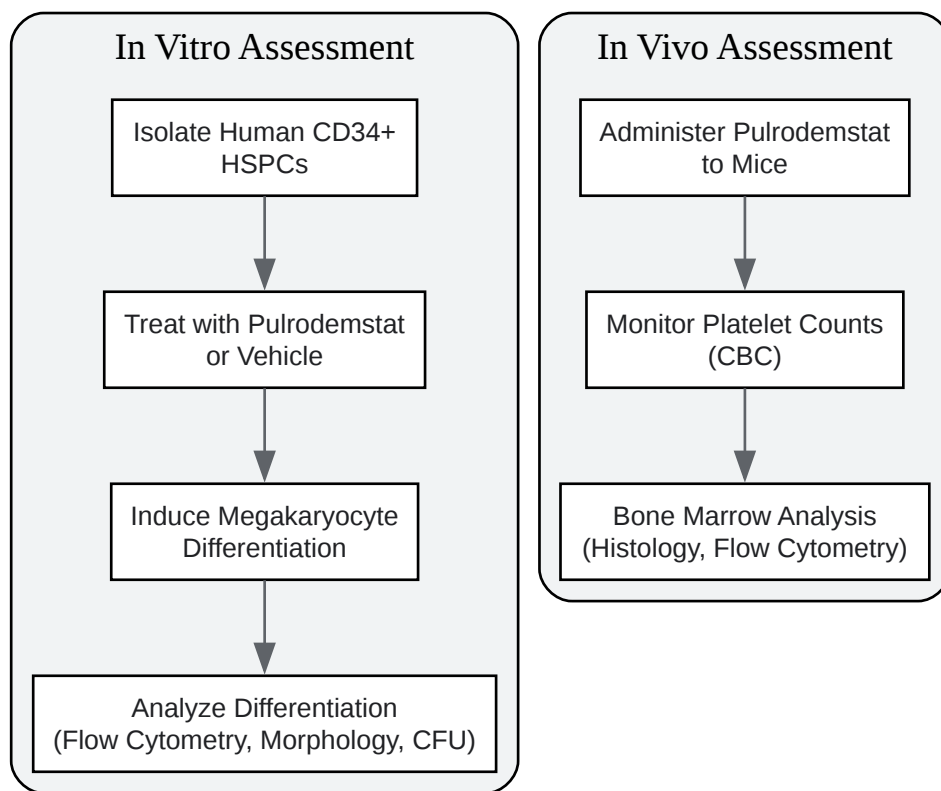 In Vitro Assessment
Isolate Human CD34+
HSPCs
Treat with Pulrodemstat
or Vehicle
Induce Megakaryocyte
Differentiation
Analyze Differentiation
(Flow Cytometry, Morphology, CFU)
In Vivo Assessment
Administer Pulrodemstat
to Mice
Monitor Platelet Counts
(CBC)
Bone Marrow Analysis
(Histology, Flow Cytometry)